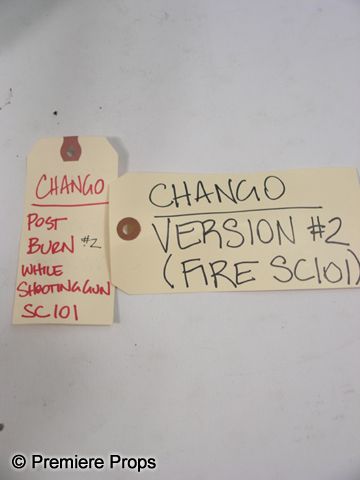 CHANGO
POST
BURN #2
WHILE
SHOOTING GUN
SC101
CHANGO
VERSION #2
(FIRE SC101)
© Premiere Props